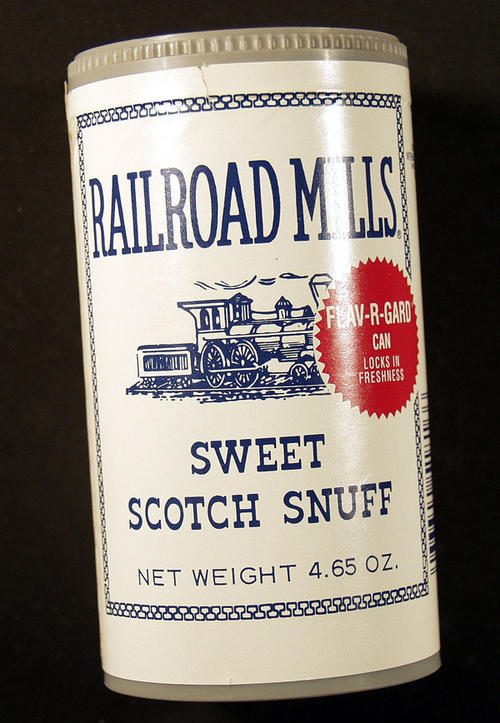 RAILROAD MILLS®
FLAV-R-GARD
CAN
LOCKS IN
FRESHNESS
SWEET
SCOTCH SNUFF
NET WEIGHT 4.65 OZ.